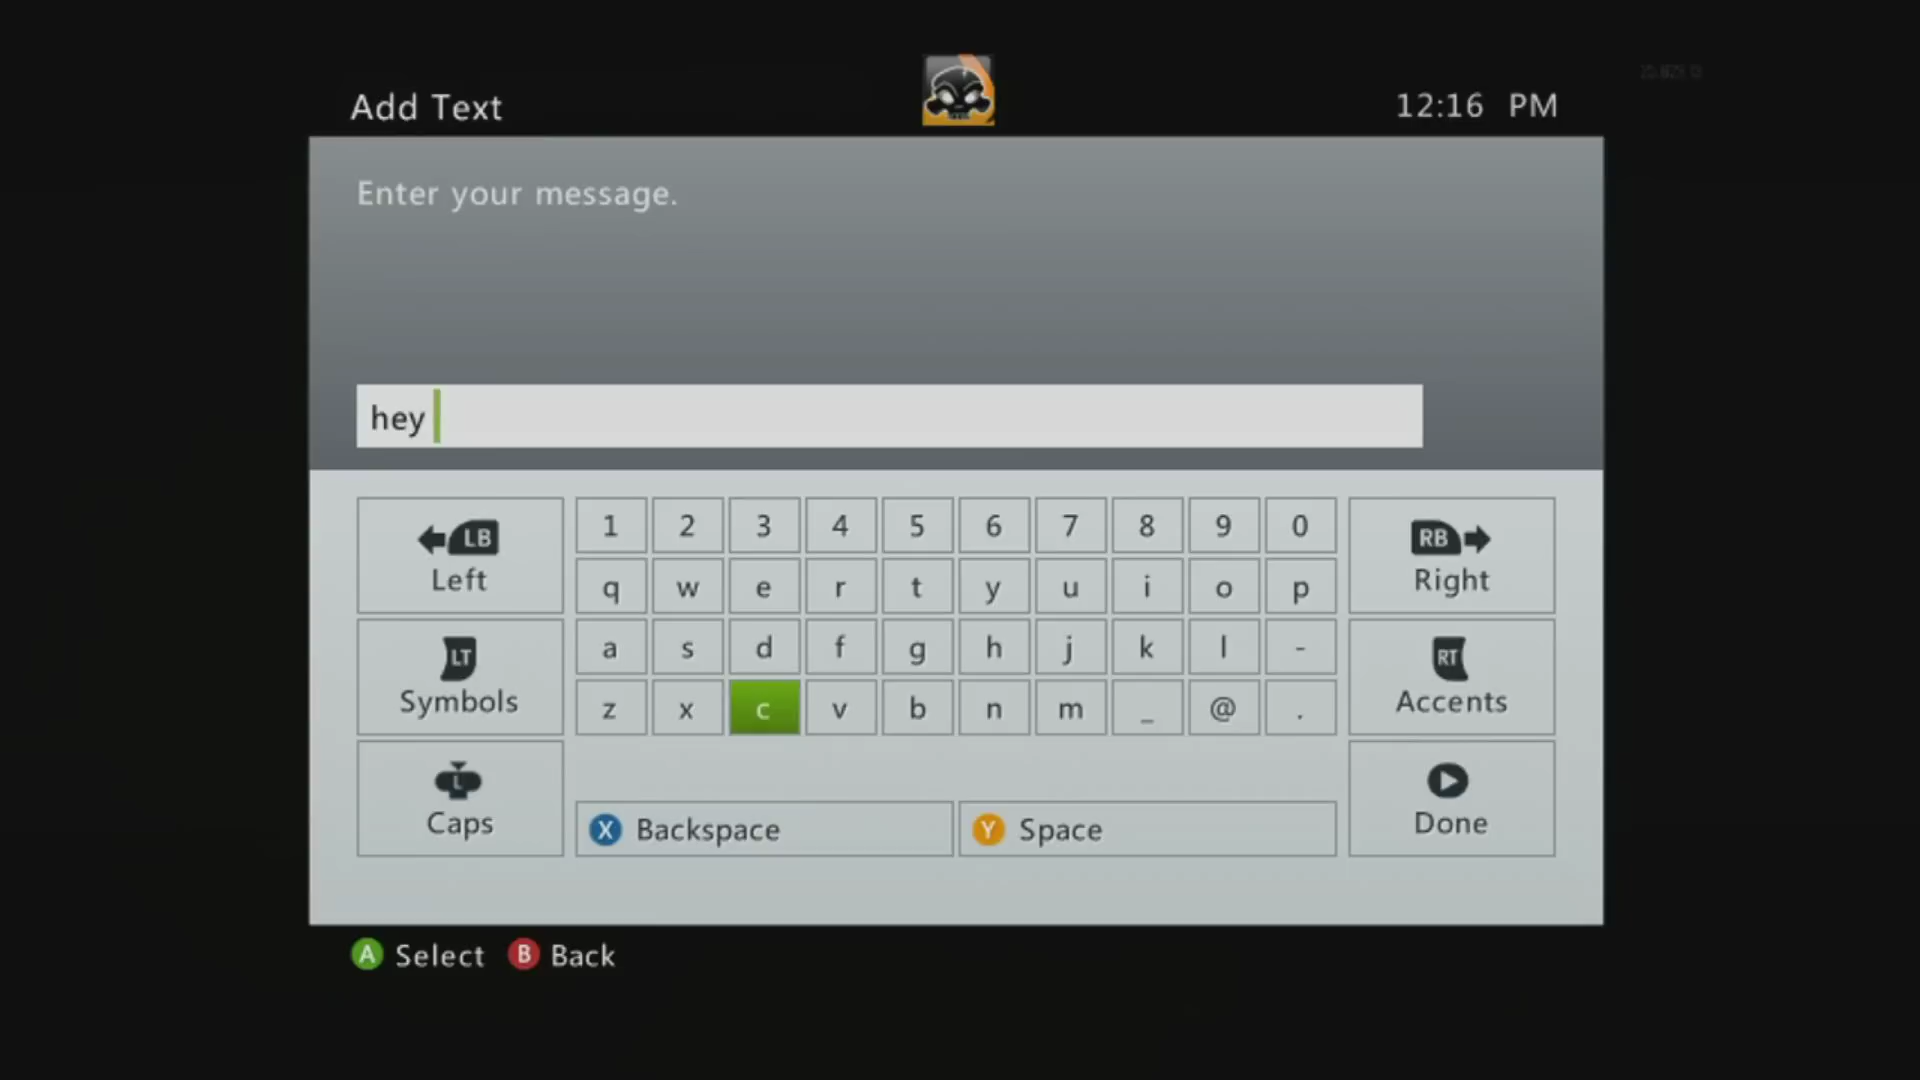 Add Text
12:16 PM
Enter your message.
hey
LB
Left
1 2 3 4 5 6 7 8 9 0
RB
Right
q w e r t y u i o p
LT
Symbols
a s d f g h j k l -
RT
Accents
z x c v b n m _ @ .
L
Caps
X Backspace
Y Space
Done
A Select B Back